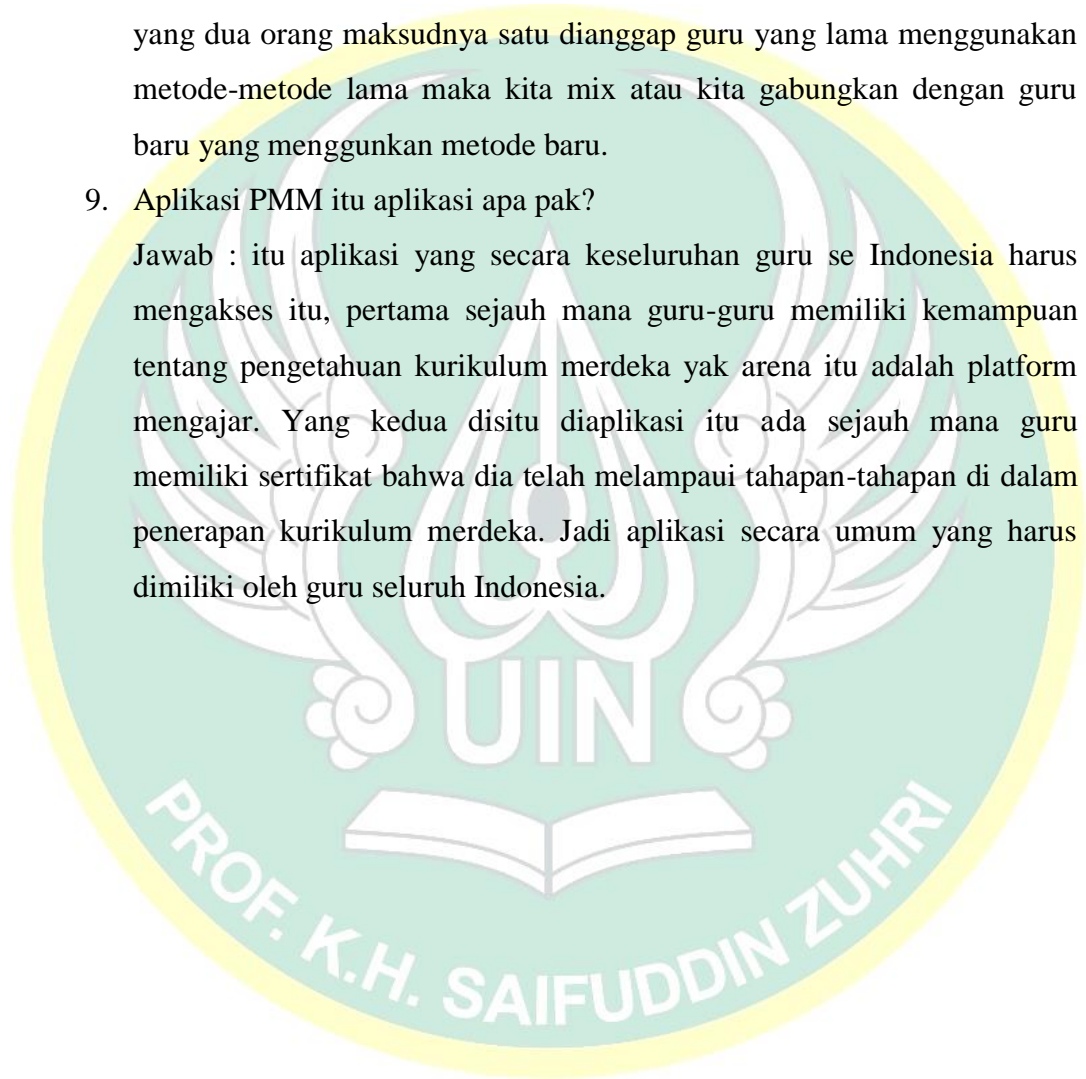 yang dua orang maksudnya satu dianggap guru yang lama menggunakan
metode-metode lama maka kita mix atau kita gabungkan dengan guru
baru yang menggunkan metode baru.
9. Aplikasi PMM itu aplikasi apa pak?
Jawab : itu aplikasi yang secara keseluruhan guru se Indonesia harus
mengakses itu, pertama sejauh mana guru-guru memiliki kemampuan
tentang pengetahuan kurikulum merdeka yak arena itu adalah platform
mengajar. Yang kedua disitu diaplikasi itu ada sejauh mana guru
memiliki sertifikat bahwa dia telah melampaui tahapan-tahapan di dalam
penerapan kurikulum merdeka. Jadi aplikasi secara umum yang harus
dimiliki oleh guru seluruh Indonesia.
UIN
PROF. K.H. SAIFUDDIN ZUHRI